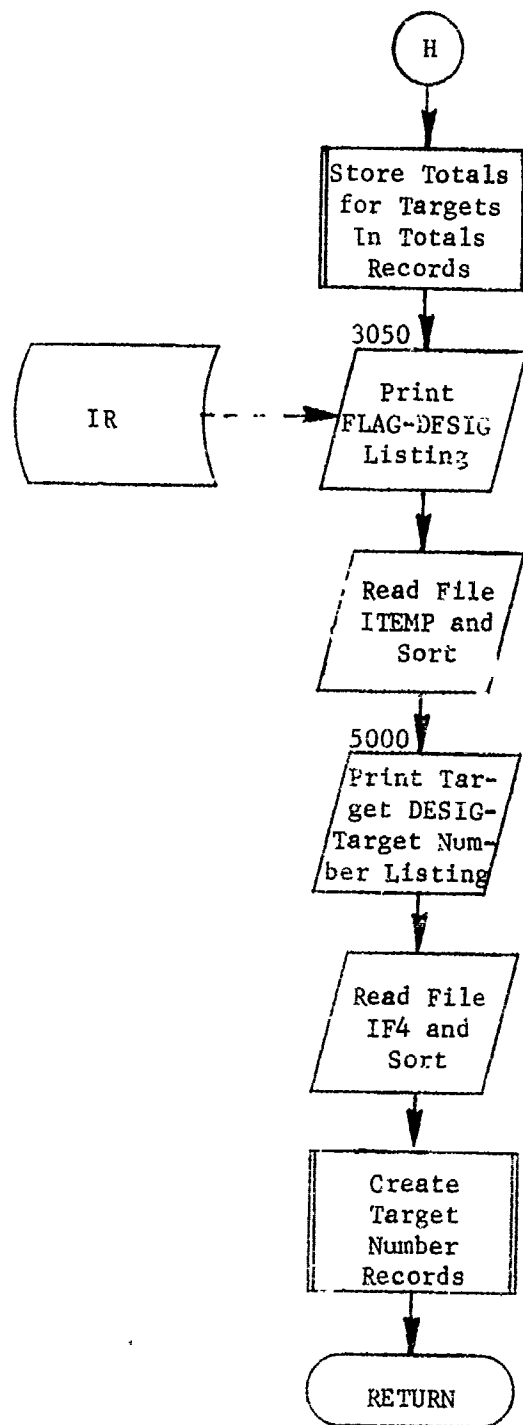 H
Store Totals
for Targets
In Totals
Records
3050
Print
FLAG-DESIG
Listing
IR
Read File
ITEMP and
Sort
5000
Print Tar-
get DESIG-
Target Num-
ber Listing
Read File
IF4 and
Sort
Create
Target
Number
Records
RETURN